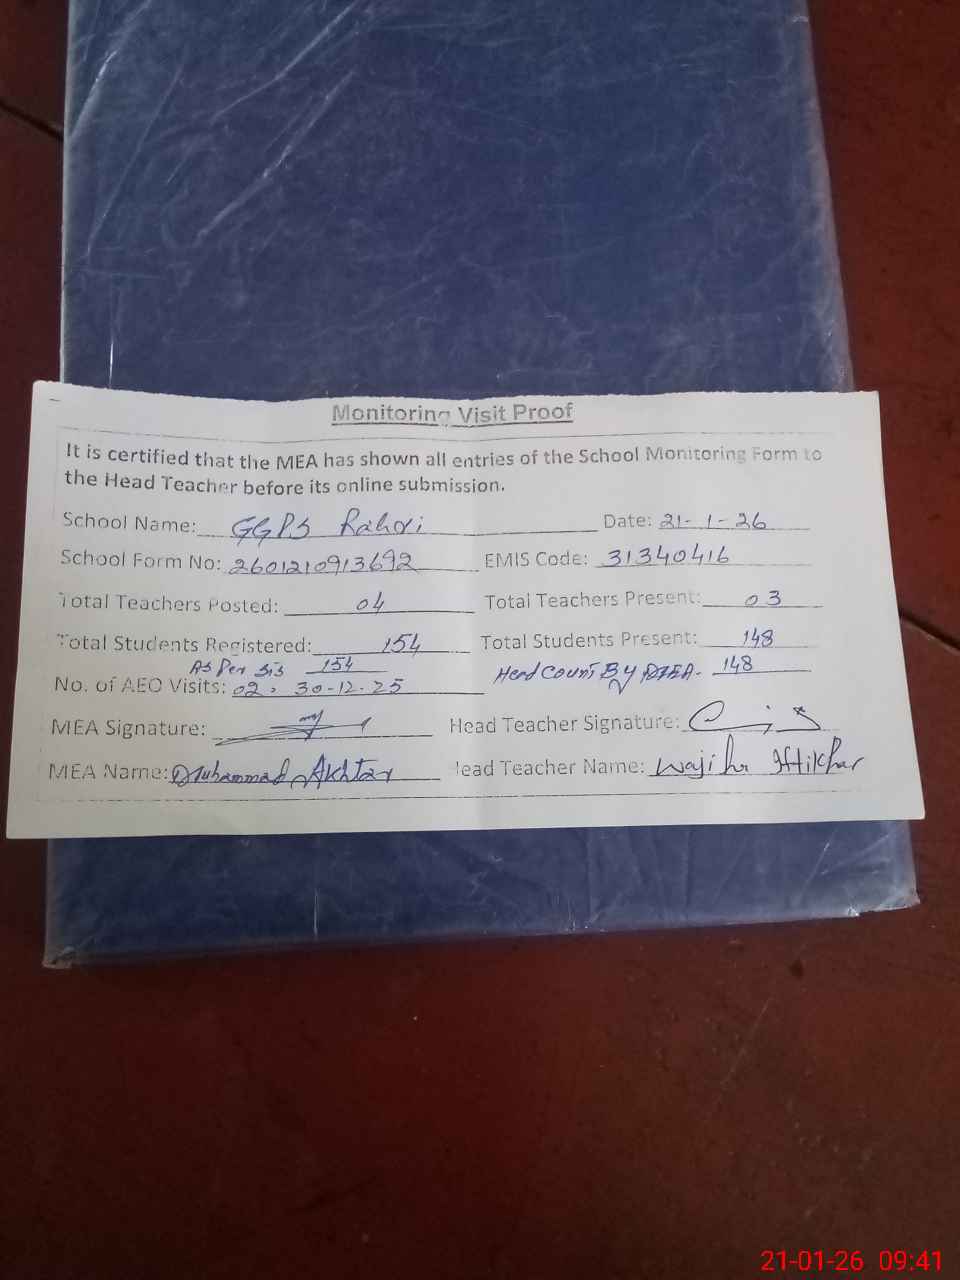 Monitoring Visit Proof
It is certified that the MEA has shown all entries of the School Monitoring Form to
the Head Teacher before its online submission.
School Name: GGPS Date: 21-1-26
School Form No: 2601210913692 EMIS Code: 31340416
Total Teachers Posted: 04 Total Teachers Present: 03
Total Students Registered: 154 Total Students Present: 148
As Per Sis 154 Head Count By MEA- 148
No. of AEO Visits: 02, 30-12-25
MEA Signature: Head Teacher Signature:
MEA Name: Muhammad Akhtar Head Teacher Name: Wajiha Iftikhar
21-01-26 09:41